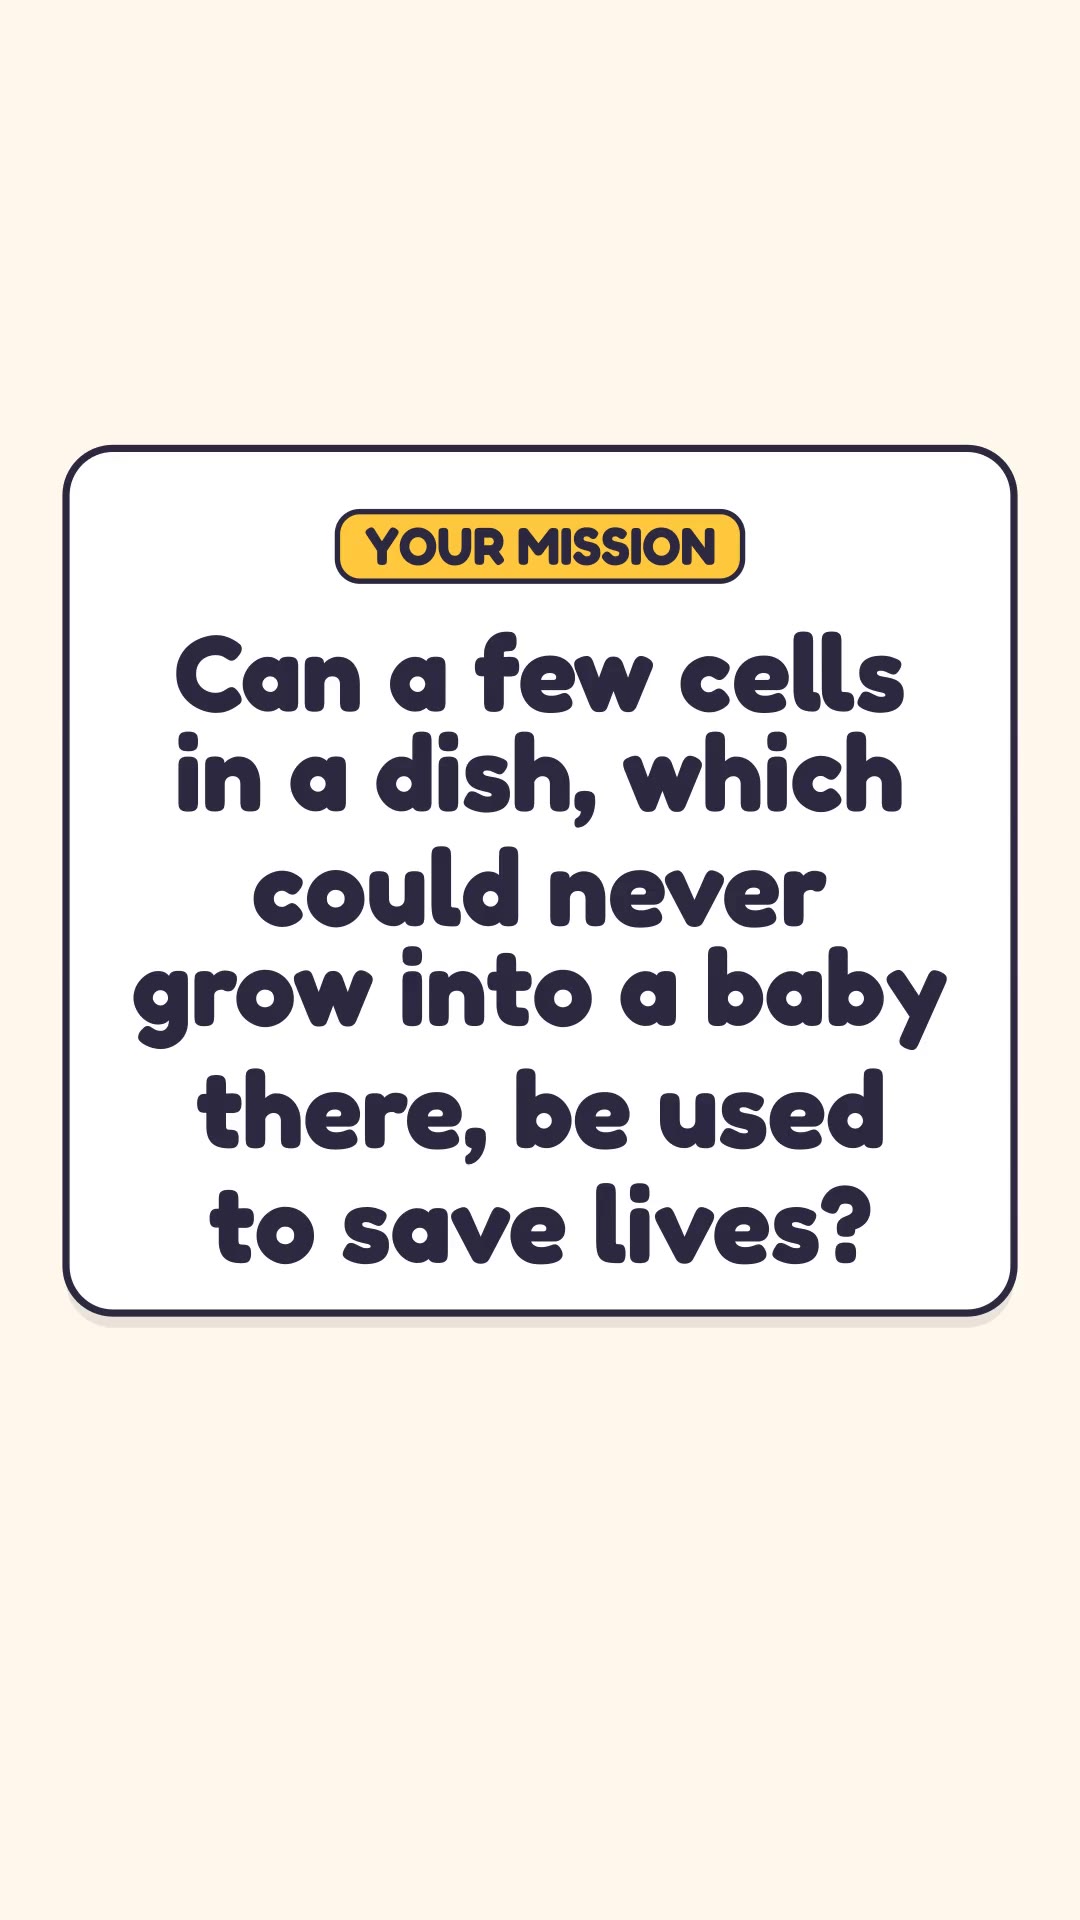 YOUR MISSION
Can a few cells
in a dish, which
could never
grow into a baby
there, be used
to save lives?